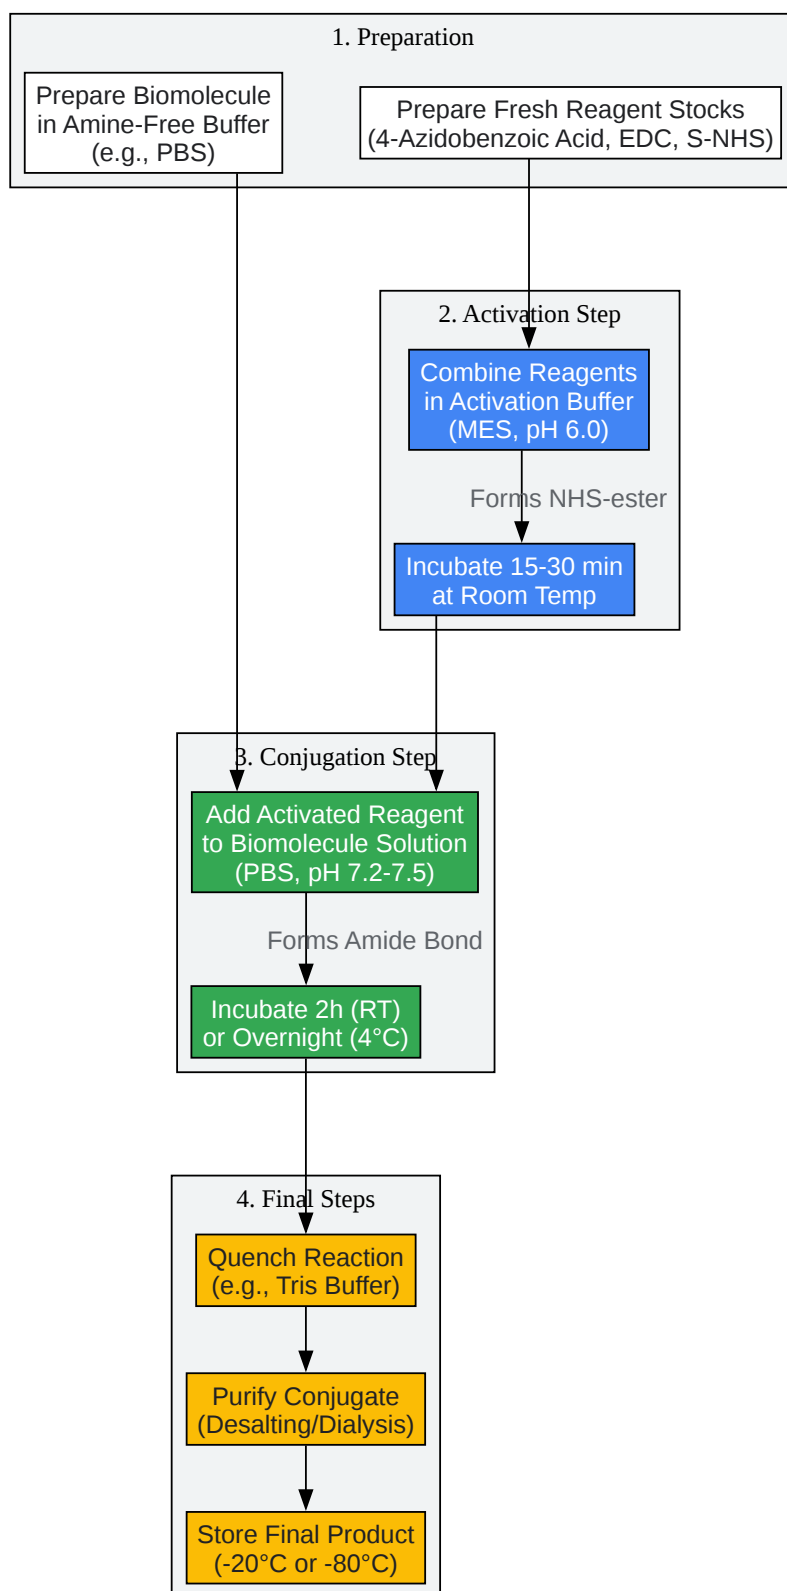 1. Preparation
Prepare Biomolecule
in Amine-Free Buffer
(e.g., PBS)
Prepare Fresh Reagent Stocks
(4-Azidobenzoic Acid, EDC, S-NHS)
2. Activation Step
Combine Reagents
in Activation Buffer
(MES, pH 6.0)
Forms NHS-ester
Incubate 15-30 min
at Room Temp
3. Conjugation Step
Add Activated Reagent
to Biomolecule Solution
(PBS, pH 7.2-7.5)
Forms Amide Bond
Incubate 2h (RT)
or Overnight (4°C)
4. Final Steps
Quench Reaction
(e.g., Tris Buffer)
Purify Conjugate
(Desalting/Dialysis)
Store Final Product
(-20°C or -80°C)